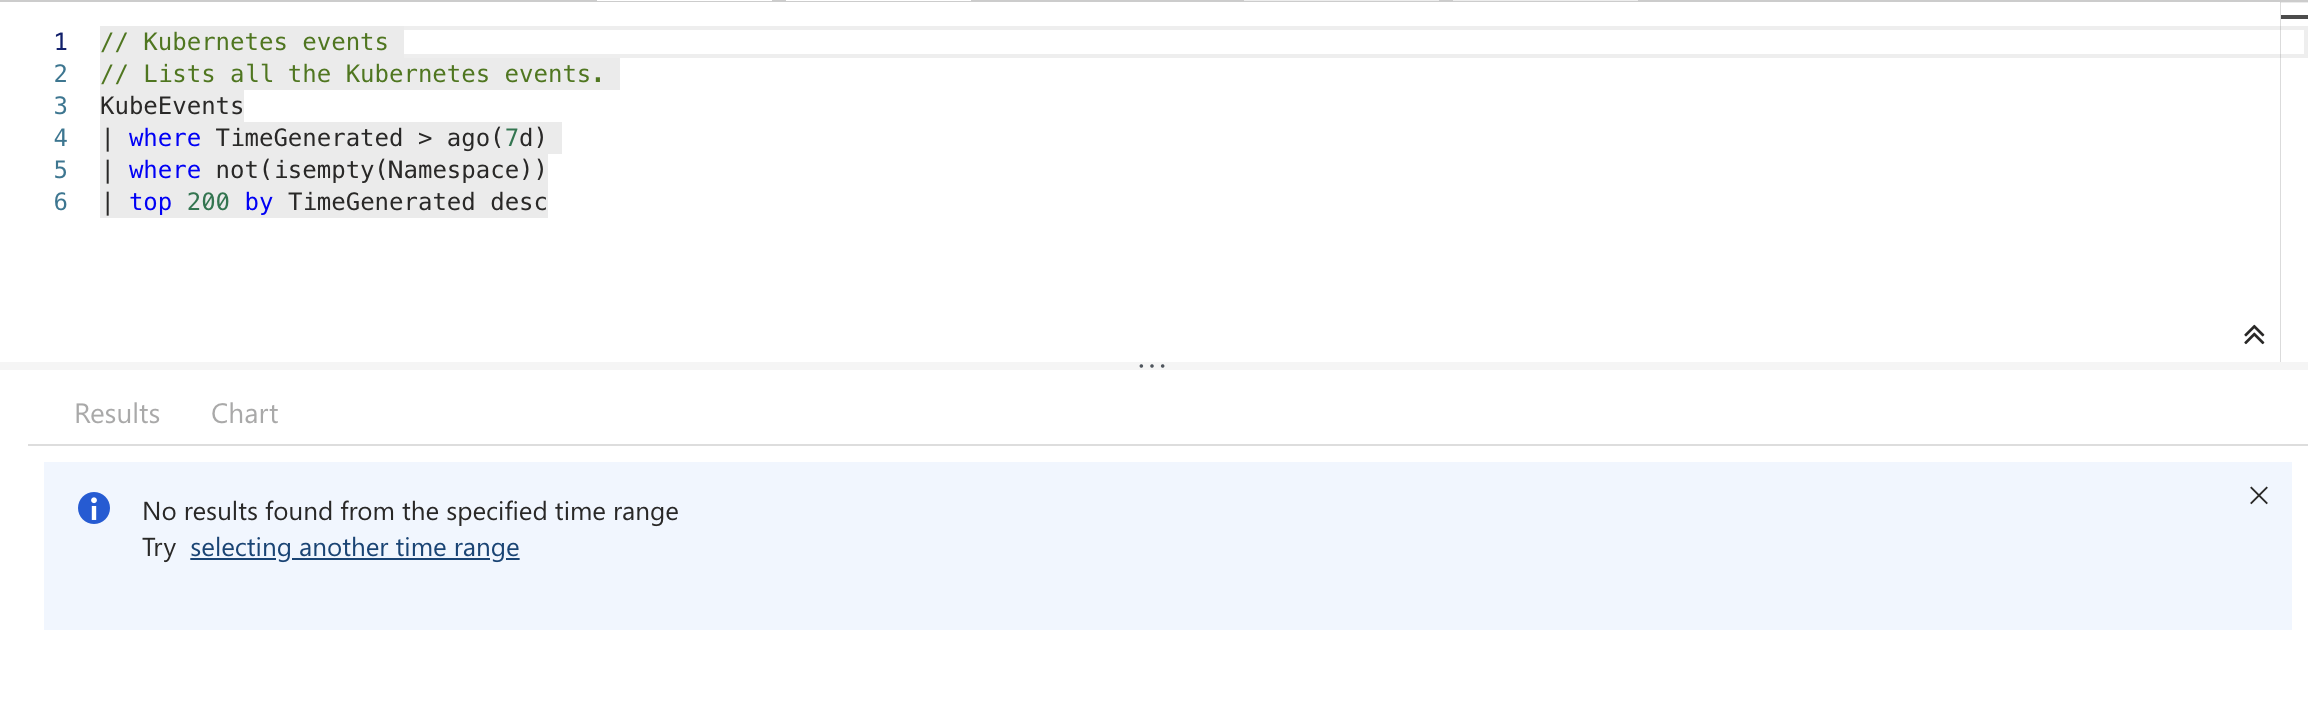 1 // Kubernetes events
2 // Lists all the Kubernetes events.
3 KubeEvents
4 | where TimeGenerated > ago(7d)
5 | where not(isempty(Namespace))
6 | top 200 by TimeGenerated desc
Results Chart
No results found from the specified time range
Try selecting another time range